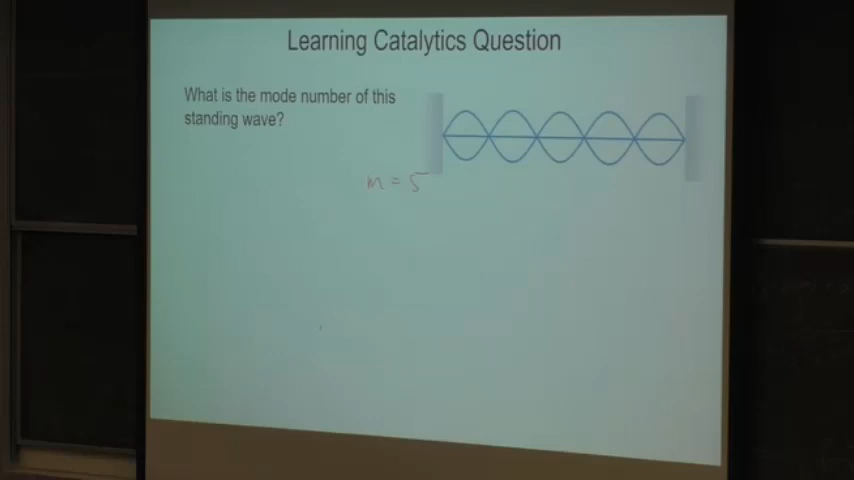 Learning Catalytics Question
What is the mode number of this
standing wave?
m = 5